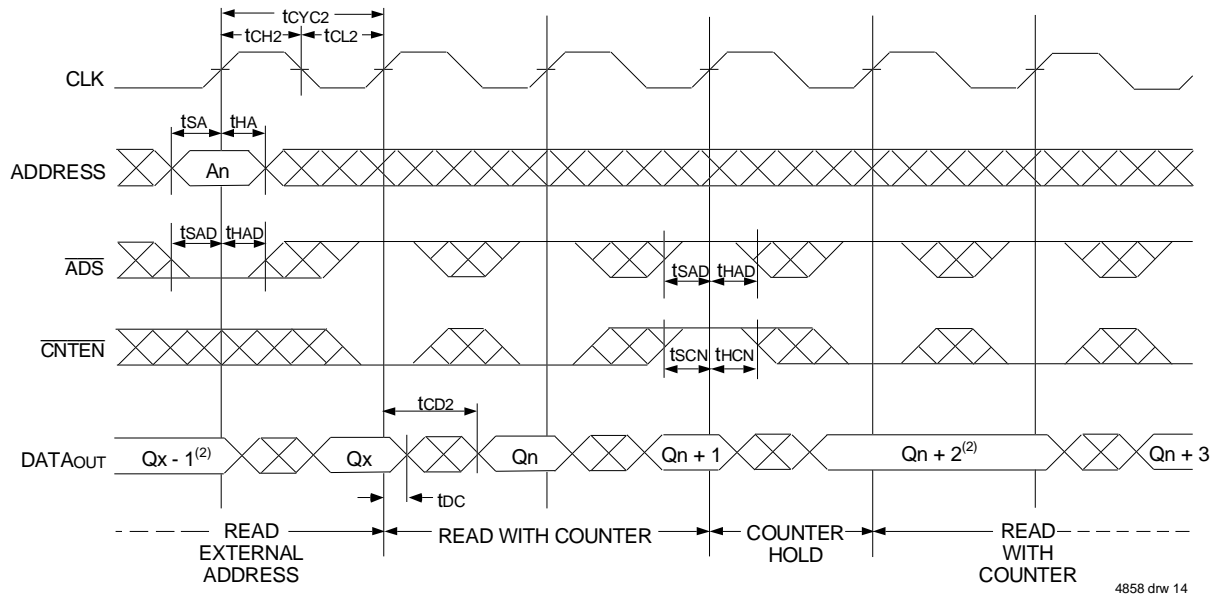 tCYC2
tCH2 tCL2
CLK
tSA tHA
ADDRESS An
tSAD tHAD
ADS
tSAD tHAD
CNTEN
tSCN tHCN
tCD2
DATAOUT Qx - 1(2) Qx Qn Qn + 1 Qn + 2(2) Qn + 3
tDC
READ EXTERNAL ADDRESS
READ WITH COUNTER
COUNTER HOLD
READ WITH COUNTER
4858 drw 14